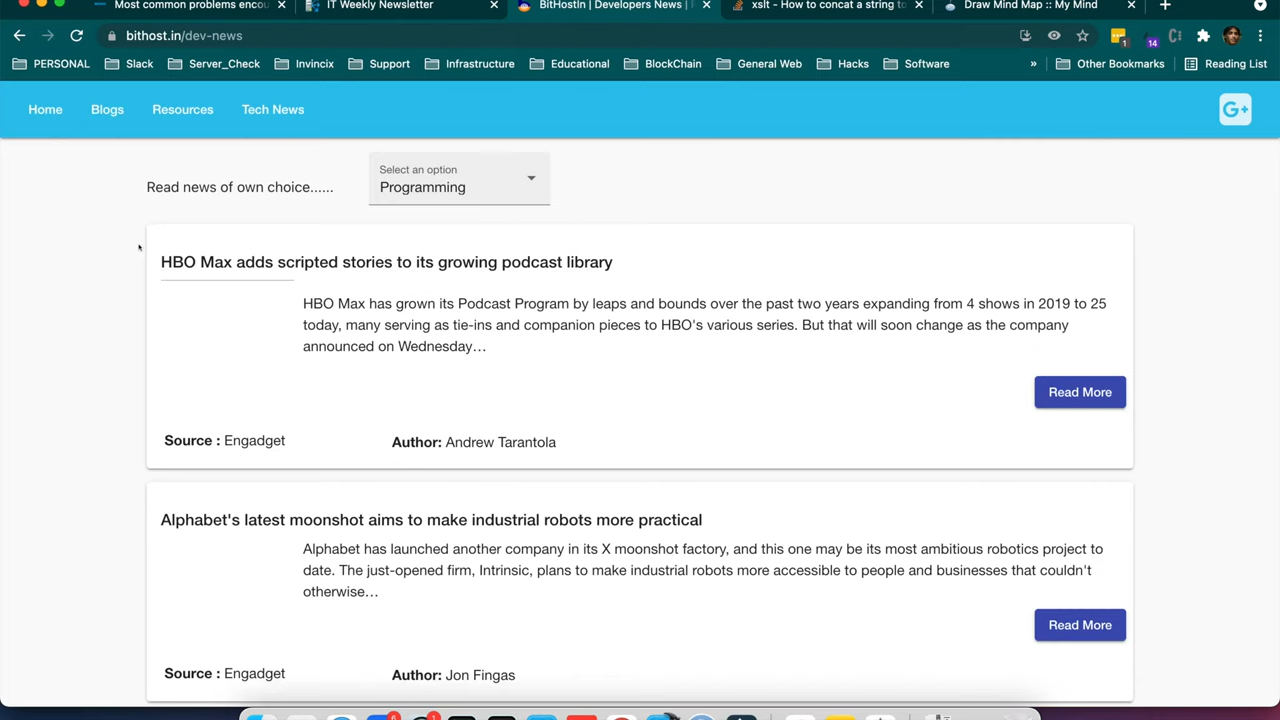 Most common problems encou
IT Weekly Newsletter
BitHostIn | Developers News |
xslt - How to concat a string to
Draw Mind Map :: My Mind
bithost.in/dev-news
1
14
PERSONAL
Slack
Server_Check
Invincix
Support
Infrastructure
Educational
BlockChain
General Web
Hacks
Software
»
Other Bookmarks
Reading List
Home
Blogs
Resources
Tech News
G+
Read news of own choice......
Select an option
Programming
HBO Max adds scripted stories to its growing podcast library
HBO Max has grown its Podcast Program by leaps and bounds over the past two years expanding from 4 shows in 2019 to 25
today, many serving as tie-ins and companion pieces to HBO's various series. But that will soon change as the company
announced on Wednesday…
Read More
Source : Engadget
Author: Andrew Tarantola
Alphabet's latest moonshot aims to make industrial robots more practical
Alphabet has launched another company in its X moonshot factory, and this one may be its most ambitious robotics project to
date. The just-opened firm, Intrinsic, plans to make industrial robots more accessible to people and businesses that couldn't
otherwise…
Read More
Source : Engadget
Author: Jon Fingas